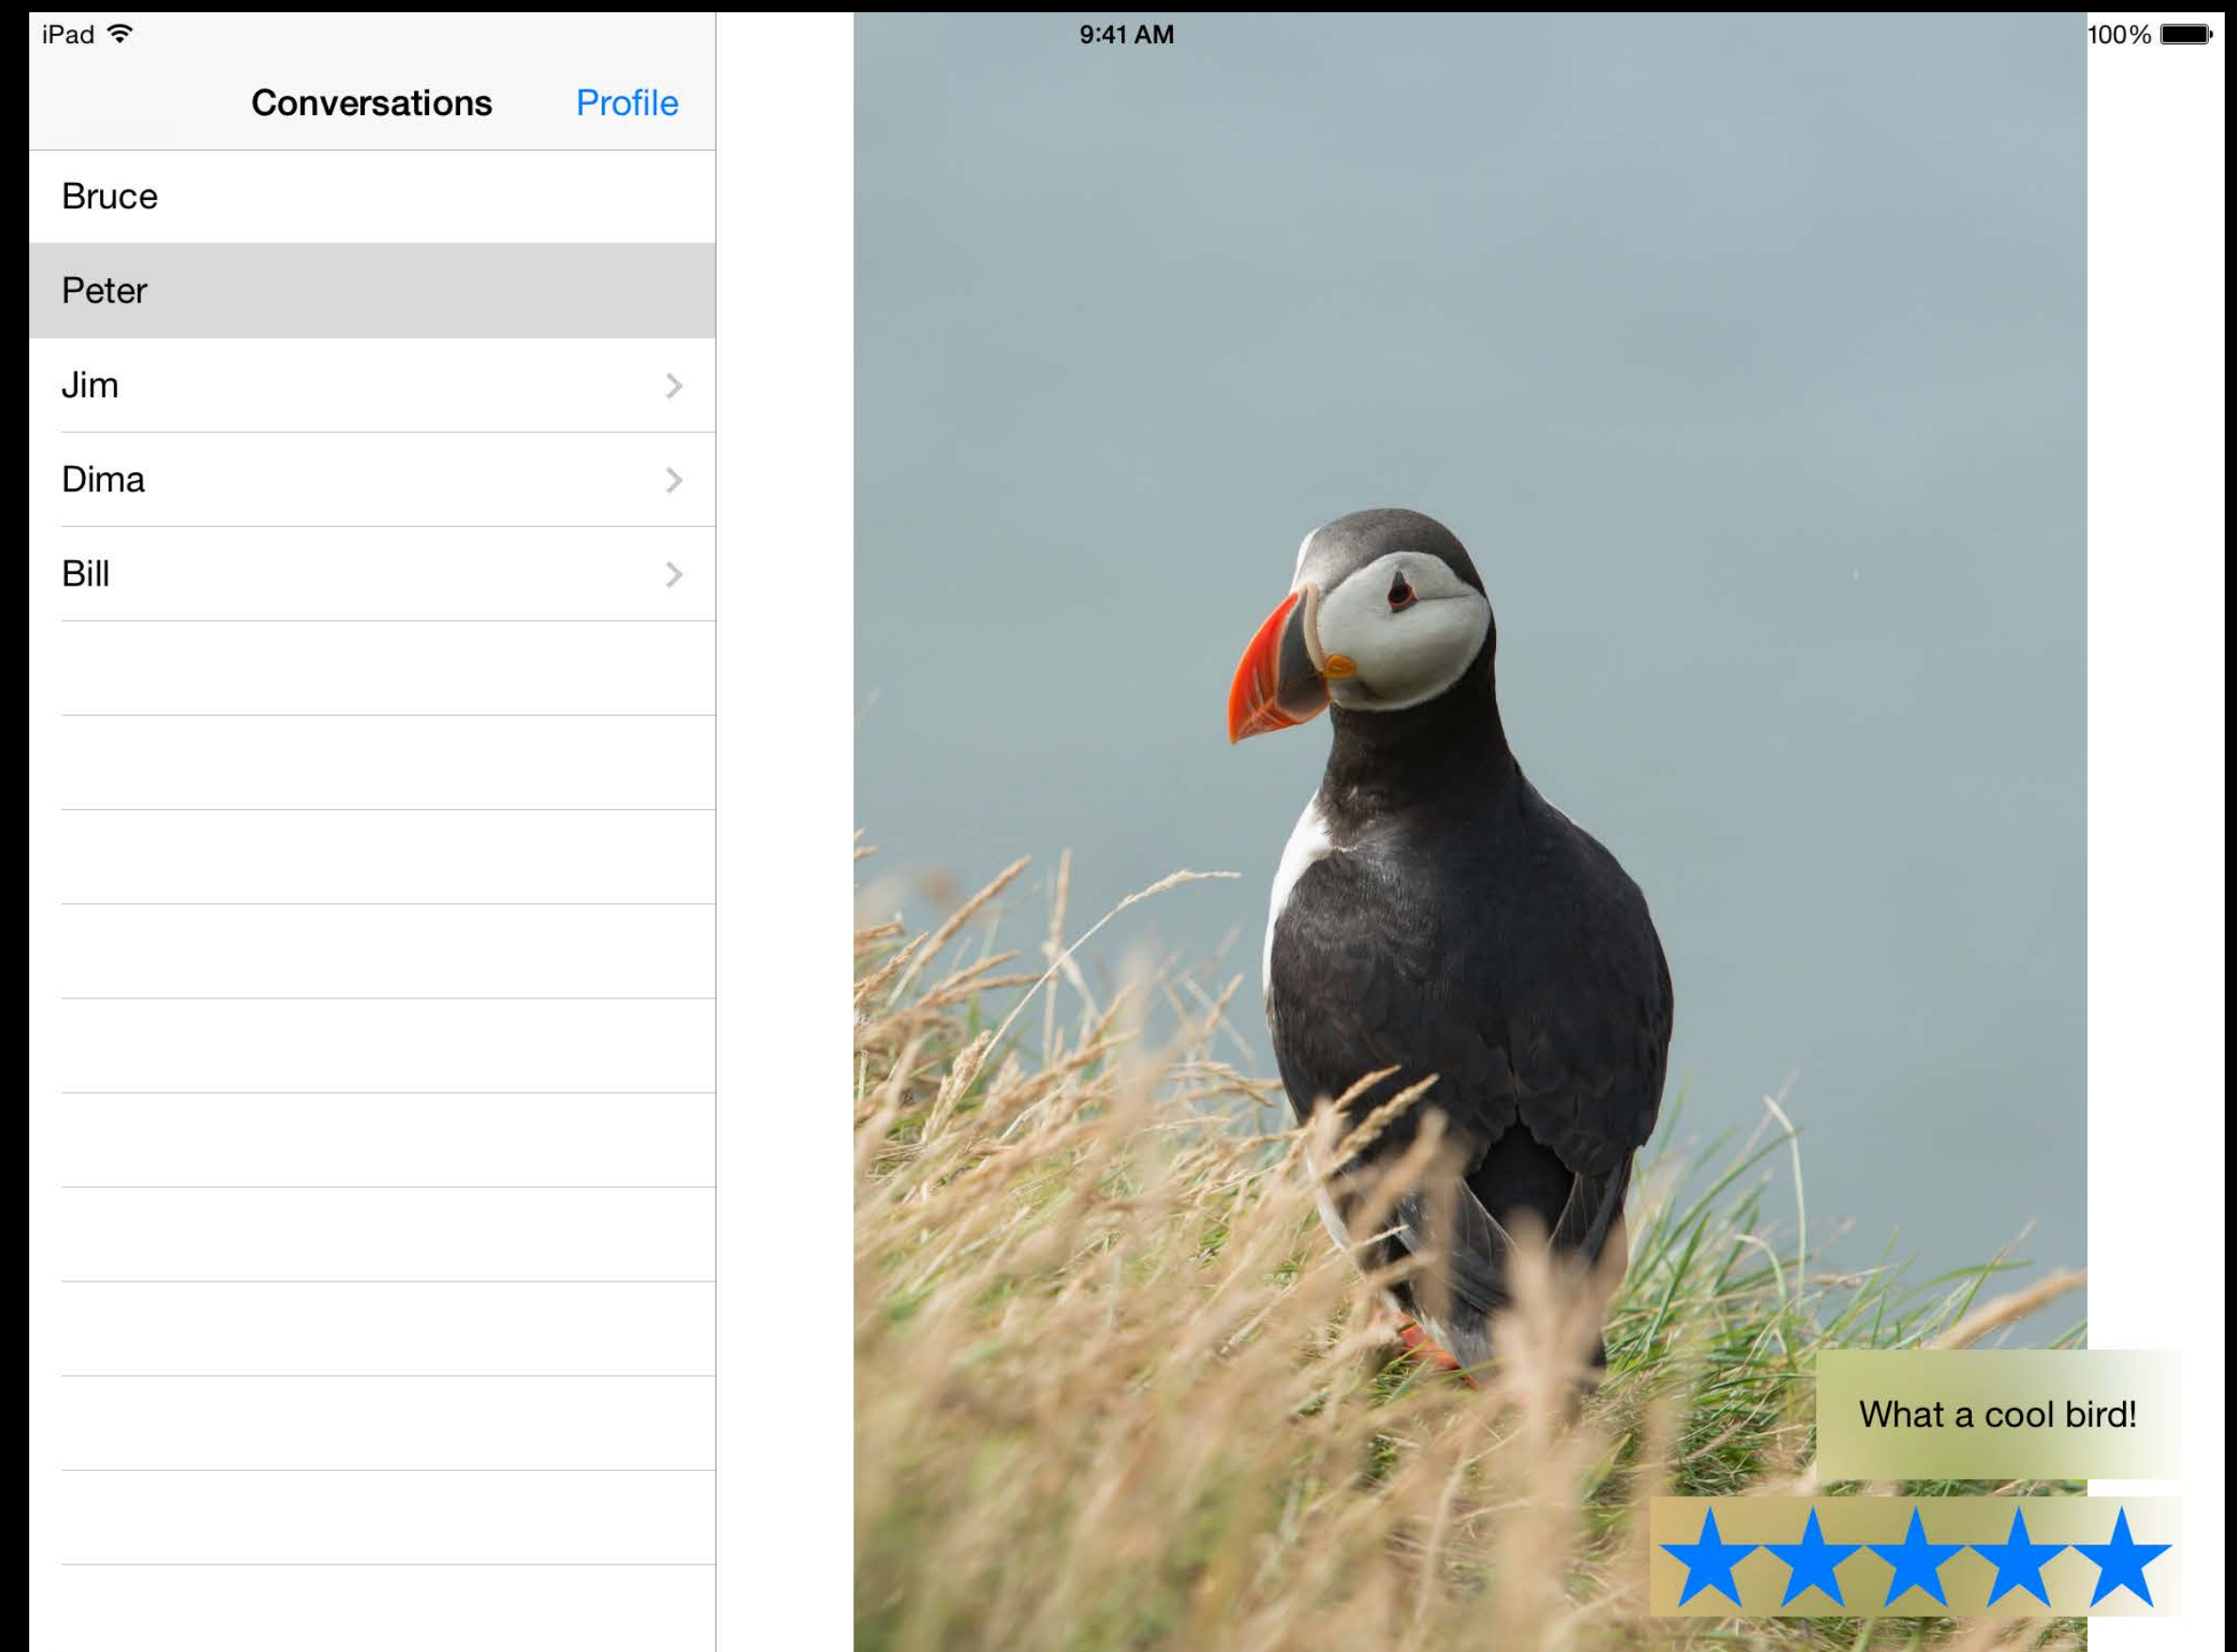 iPad
9:41 AM
100%
Conversations
Profile
Bruce
Peter
Jim
Dima
Bill
What a cool bird!